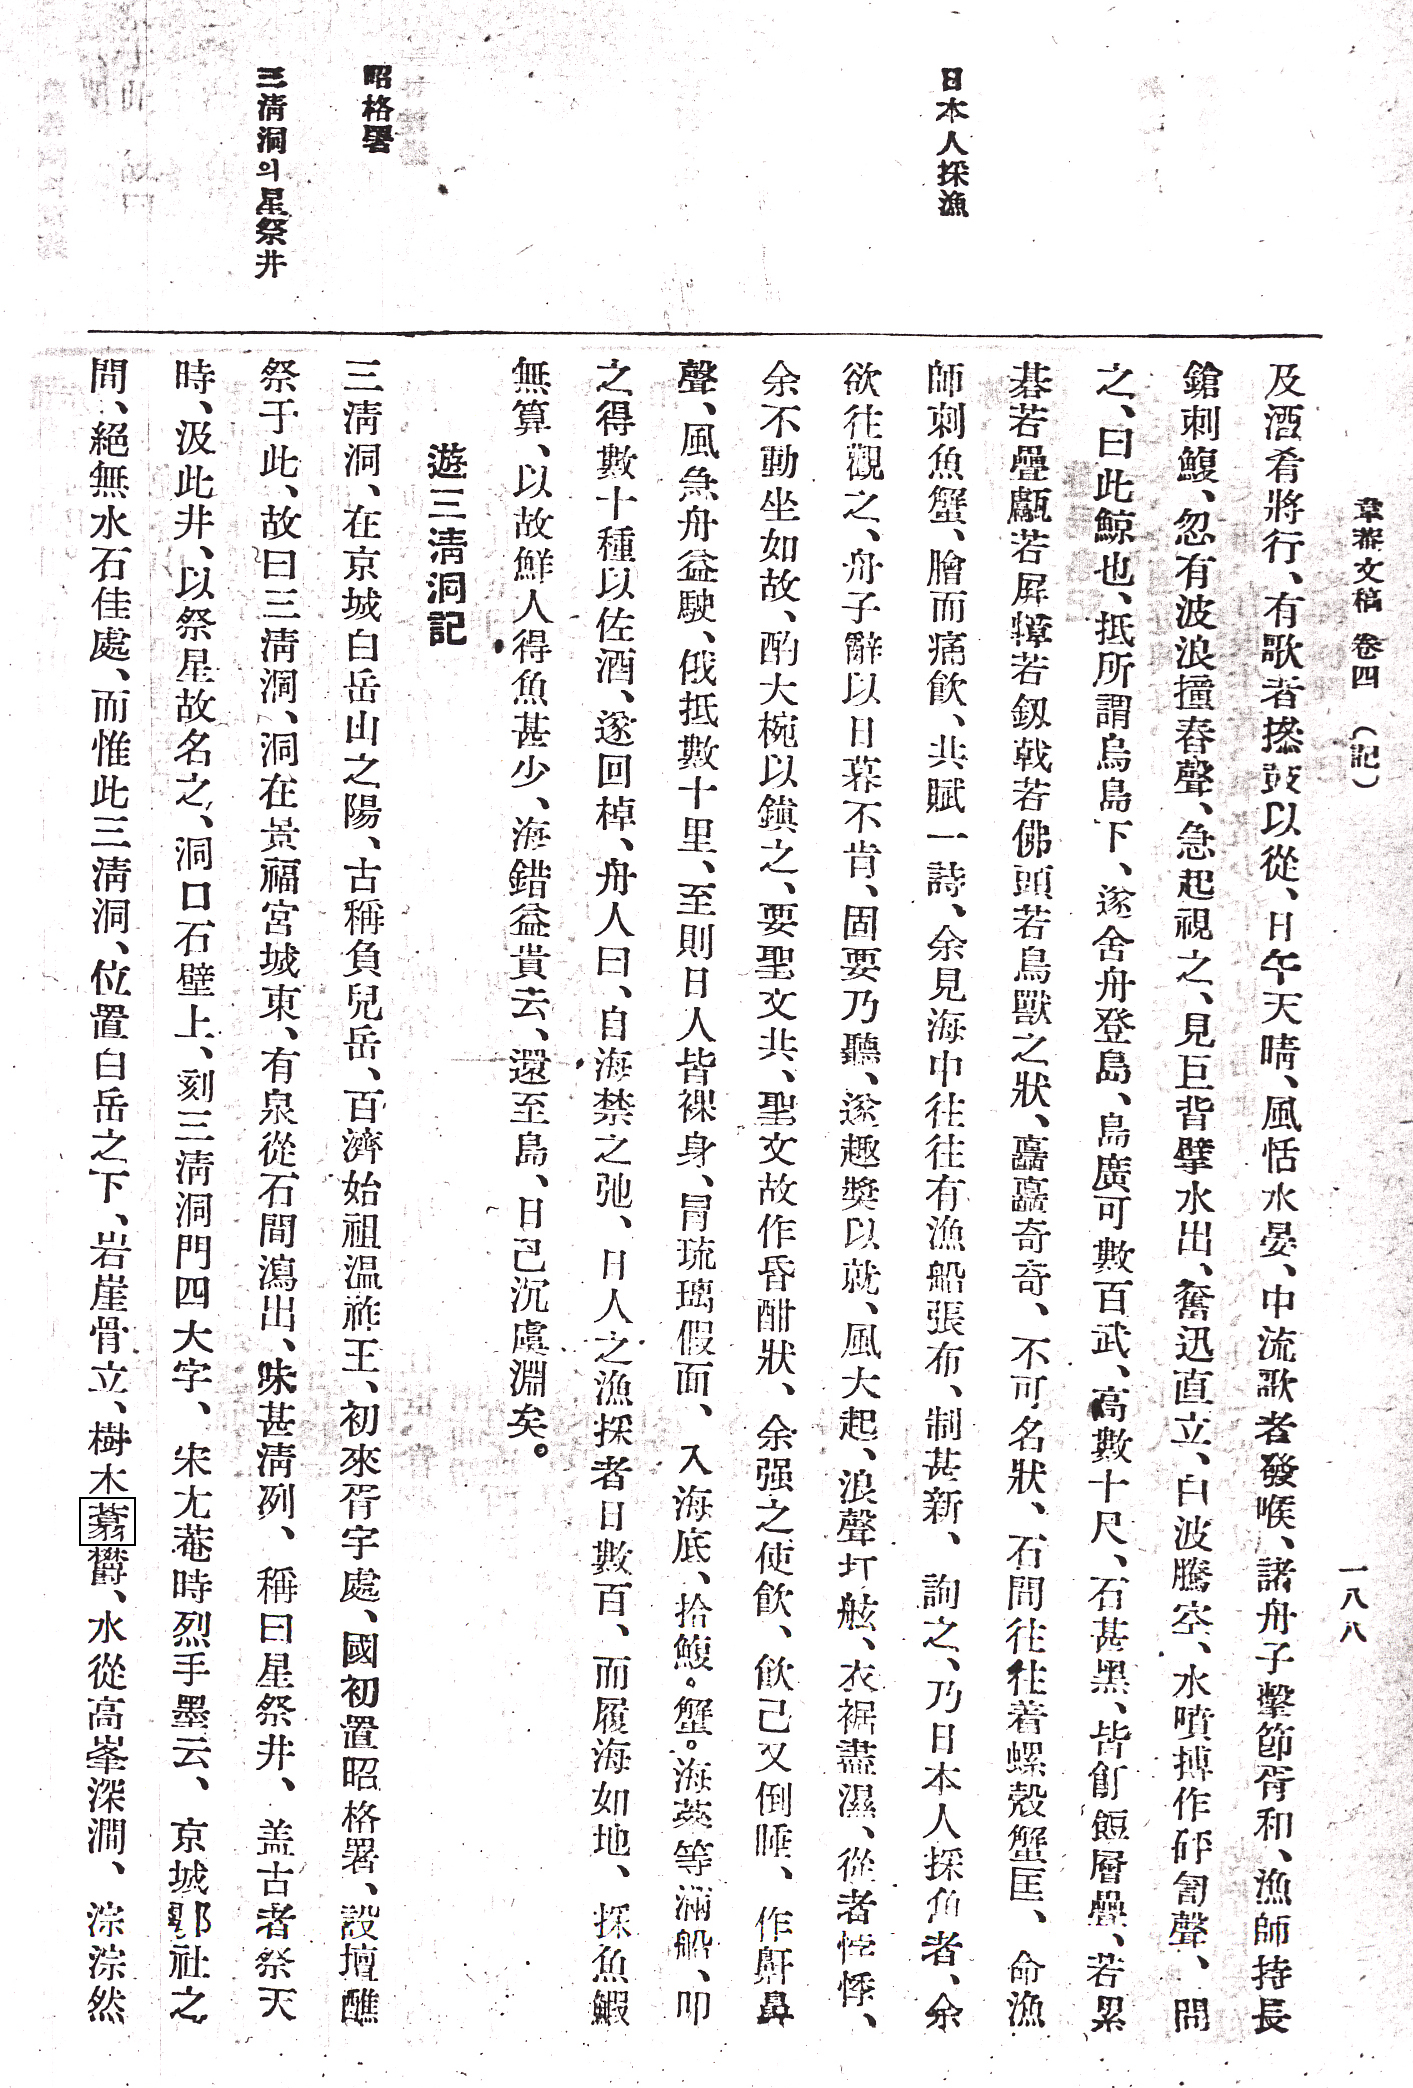 韋菴文稿 卷四 (記)
一八八
日本人採漁
昭格署
三淸洞의星祭井
及酒肴將行、有歌者撚鼓以從、日午天晴、風恬水晏、中流歌者發喉、諸舟子擊節胥和、漁師持長
鎗刺鰒、忽有波浪撞舂聲、急起視之、見巨背擘水出、奮迅直立、白波騰空、水噴搏作砰訇聲、問
之、曰此鯨也、抵所謂烏島下、遂舍舟登島、島廣可數百武、高數十尺、石甚黑、皆飣餖層疊、若累
碁若疊甗若屛幛若釰戟若佛頭若鳥獸之狀、矗矗奇奇、不可名狀、石間往往着螺殼蟹匡、命漁
師刺魚蟹、膾而痛飮、共賦一詩、余見海中往往有漁船張布、制甚新、詢之、乃日本人採魚者、余
欲往觀之、舟子辭以日暮不肯、固要乃聽、遂趣獎以就、風大起、浪聲圢舷、衣裾盡濕、從者恇悸、
余不動坐如故、酌大椀以鎭之、要聖文共、聖文故作昏酣狀、余强之使飮、飮己又倒睡、作鼾鼻
聲、風急舟益駛、俄抵數十里、至則日人皆裸身、冐琉璃假面、入海底、拾鰒。蟹。海蔘等滿船、叩
之得數十種以佐酒、遂回棹、舟人曰、自海禁之弛、日人之漁採者日數百、而履海如地、採魚鰕
無算、以故鮮人得魚甚少、海錯益貴云、還至島、日己沉虞淵矣。
遊三淸洞記
三淸洞、在京城白岳山之陽、古稱負兒岳、百濟始祖温祚王、初來胥宇處、國初置昭格署、設壇醮
祭于此、故曰三淸洞、洞在景福宮城東、有泉從石間瀉出、味甚淸冽、稱曰星祭井、盖古者祭天
時、汲此井、以祭星故名之、洞口石壁上、刻三淸洞門四大字、宋尤菴時烈手墨云、京城郭社之
間、絕無水石佳處、而惟此三淸洞、位置白岳之下、岩崖骨立、樹木蓊欝、水從高峯深澗、淙淙然